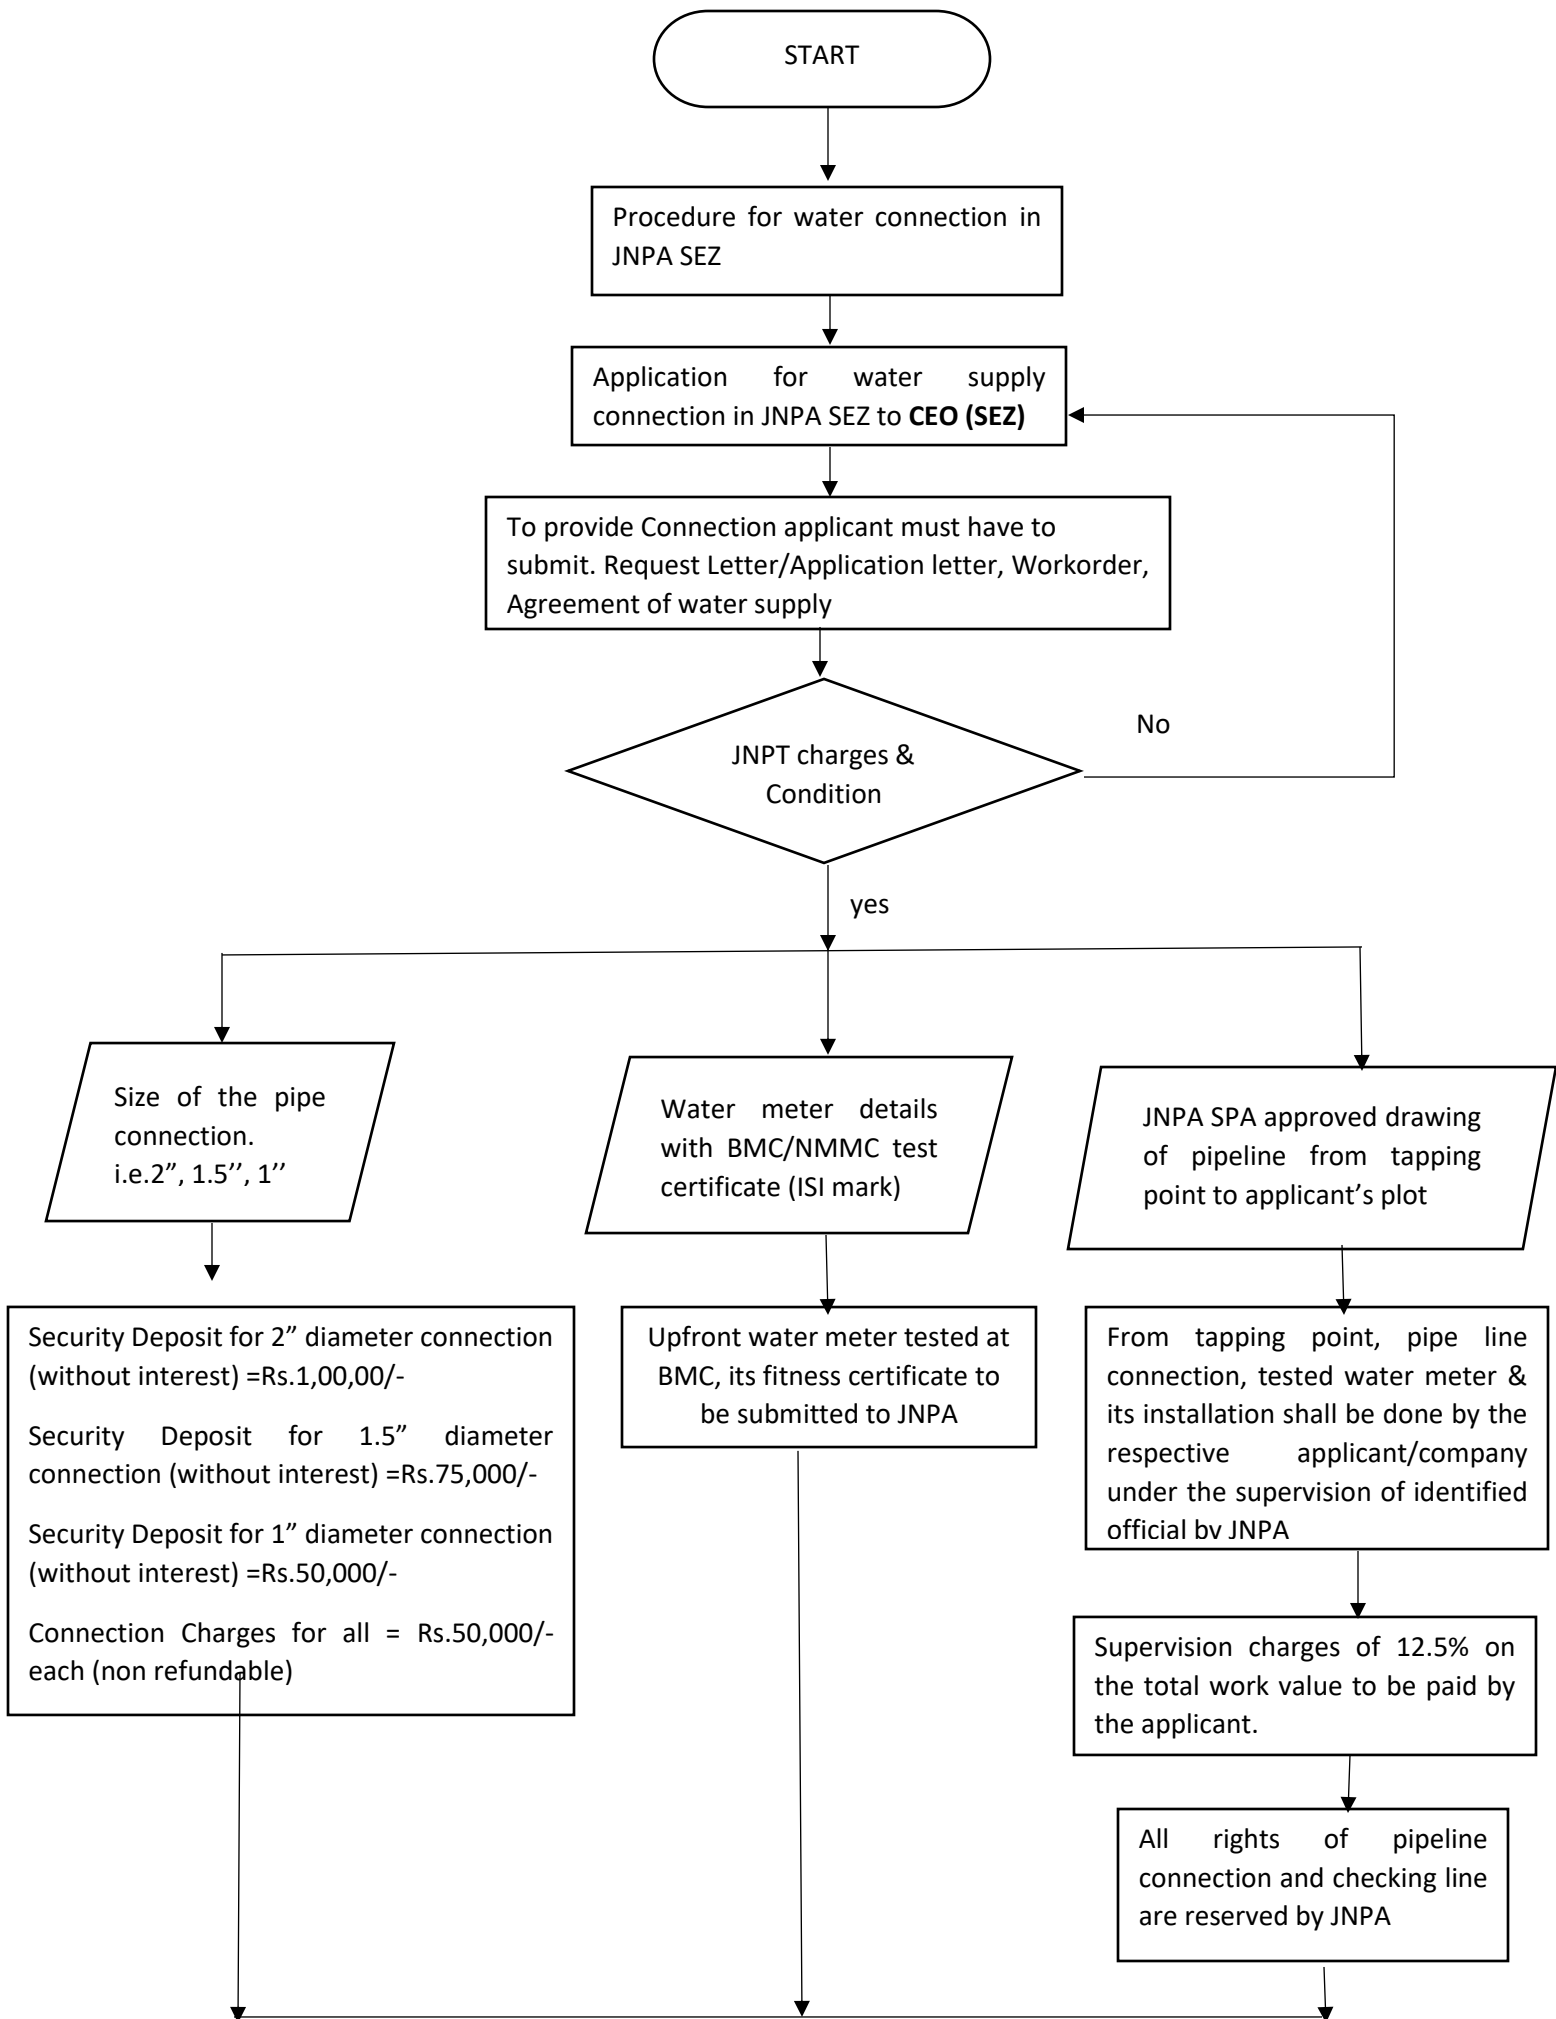 START
Procedure for water connection in
JNPA SEZ
Application for water supply
connection in JNPA SEZ to CEO (SEZ)
To provide Connection applicant must have to
submit. Request Letter/Application letter, Workorder,
Agreement of water supply
No
JNPT charges &
Condition
yes
Size of the pipe
connection.
i.e.2”, 1.5’’, 1’’
Water meter details
with BMC/NMMC test
certificate (ISI mark)
JNPA SPA approved drawing
of pipeline from tapping
point to applicant’s plot
Security Deposit for 2” diameter connection
(without interest) =Rs.1,00,00/-
Security Deposit for 1.5” diameter
connection (without interest) =Rs.75,000/-
Security Deposit for 1” diameter connection
(without interest) =Rs.50,000/-
Connection Charges for all = Rs.50,000/-
each (non refundable)
Upfront water meter tested at
BMC, its fitness certificate to
be submitted to JNPA
From tapping point, pipe line
connection, tested water meter &
its installation shall be done by the
respective applicant/company
under the supervision of identified
official by JNPA
Supervision charges of 12.5% on
the total work value to be paid by
the applicant.
All rights of pipeline
connection and checking line
are reserved by JNPA